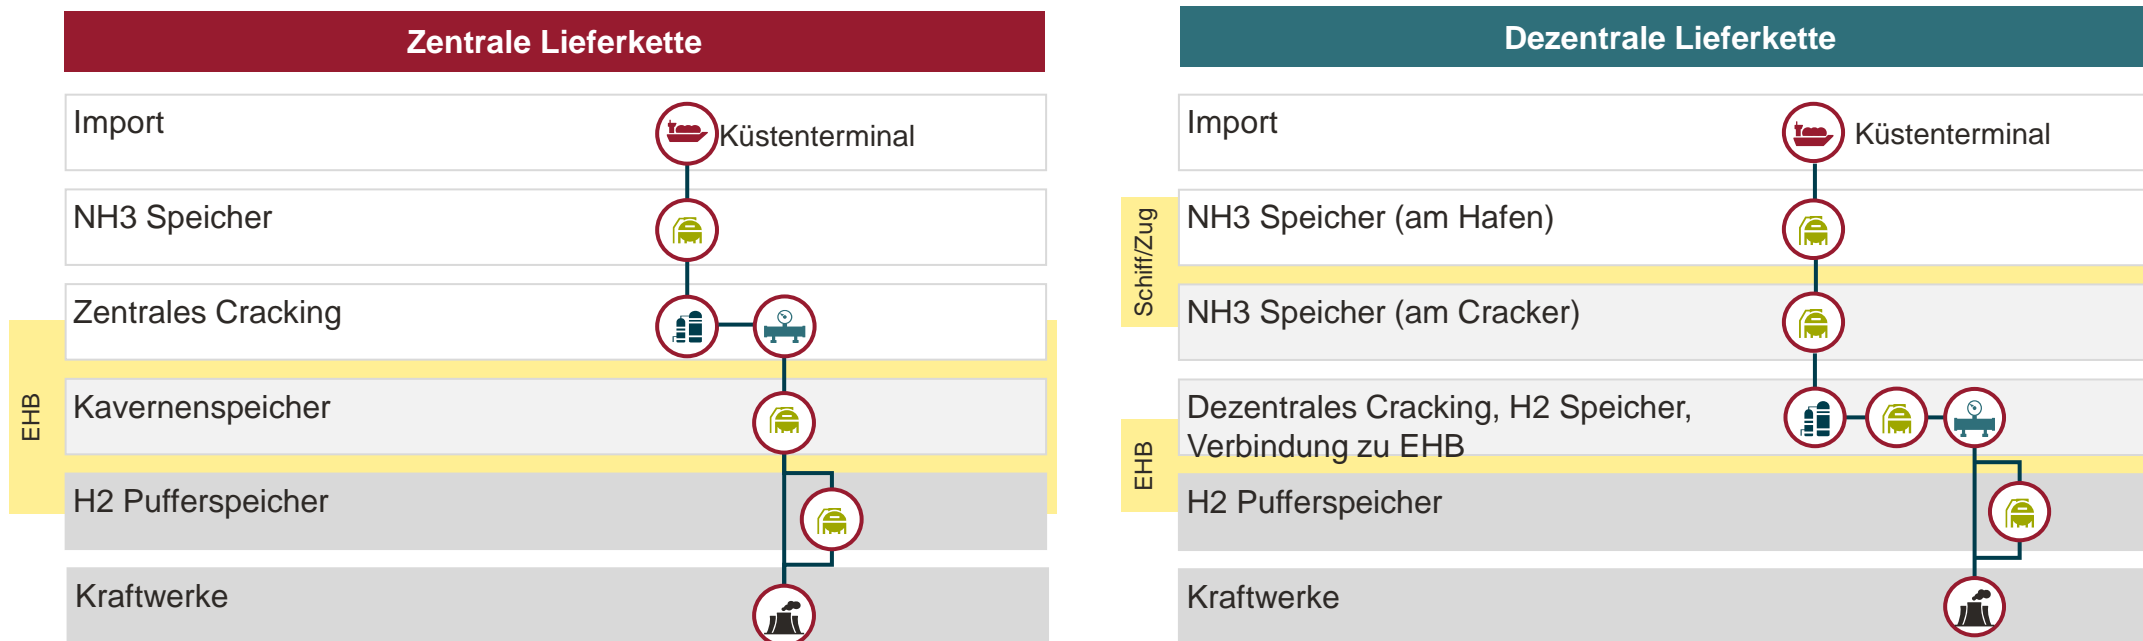 Zentrale Lieferkette
Import
Küstenterminal
NH3 Speicher
Zentrales Cracking
EHB
Kavernenspeicher
H2 Pufferspeicher
Kraftwerke
Dezentrale Lieferkette
Import
Küstenterminal
Schiff/Zug
NH3 Speicher (am Hafen)
NH3 Speicher (am Cracker)
Dezentrales Cracking, H2 Speicher,
Verbindung zu EHB
EHB
H2 Pufferspeicher
Kraftwerke